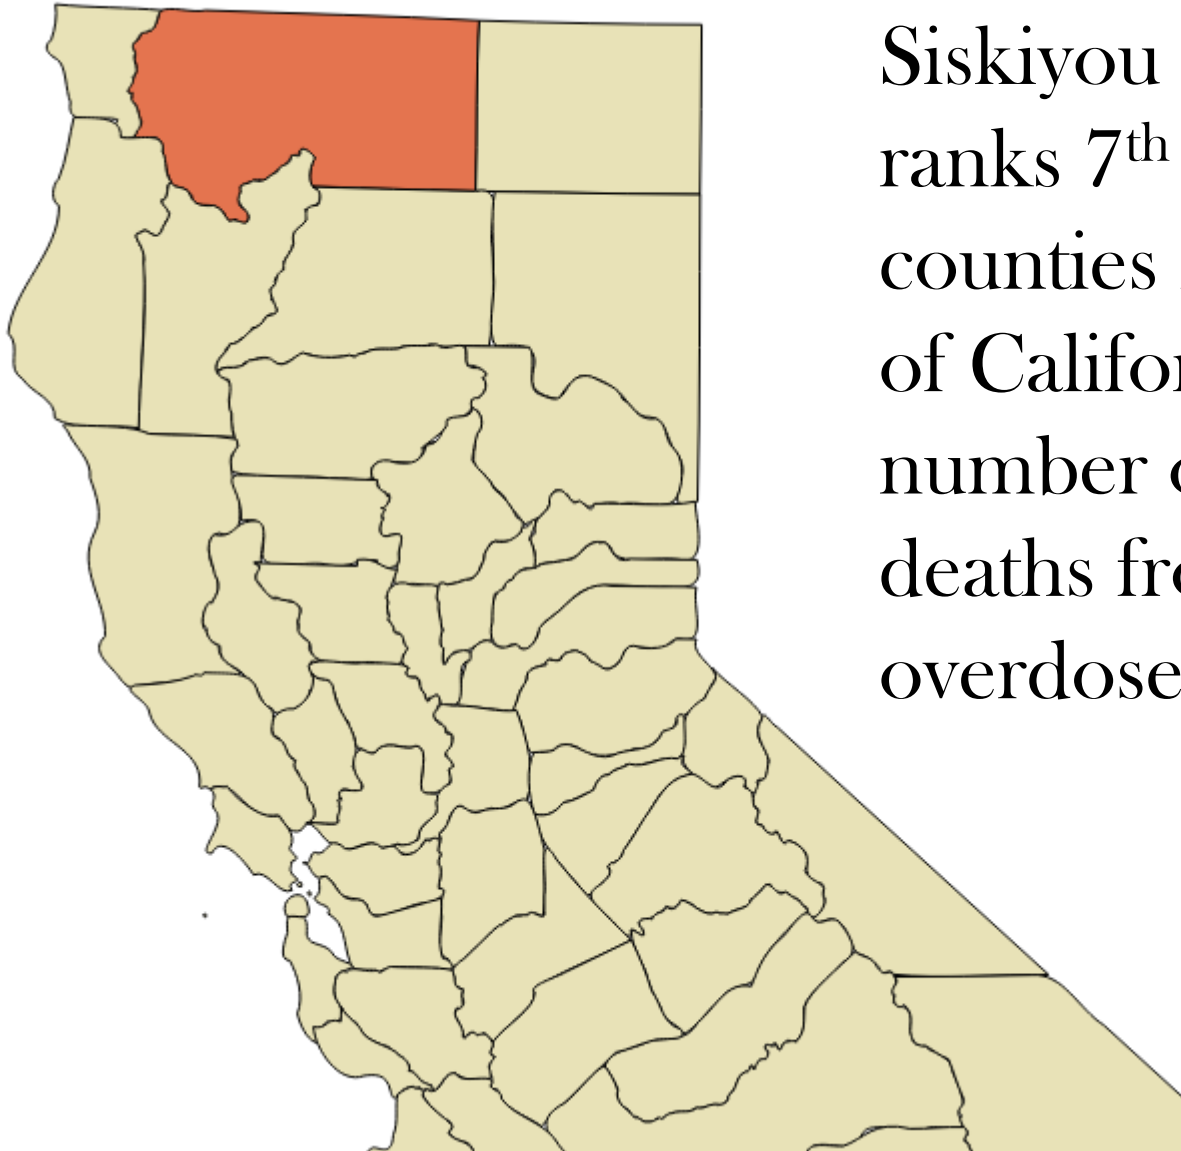 Siskiyou
ranks 7th
counties
of Califor
number
deaths fr
overdose